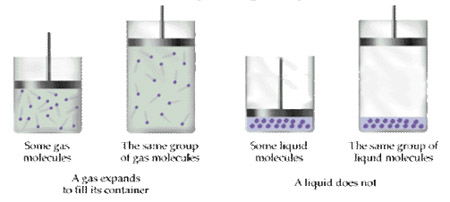 Some gas
molecules
The same group
of gas molecules
A gas expands
to fill its container
Some liquid
molecules
The same group of
liquid molecules
A liquid does not